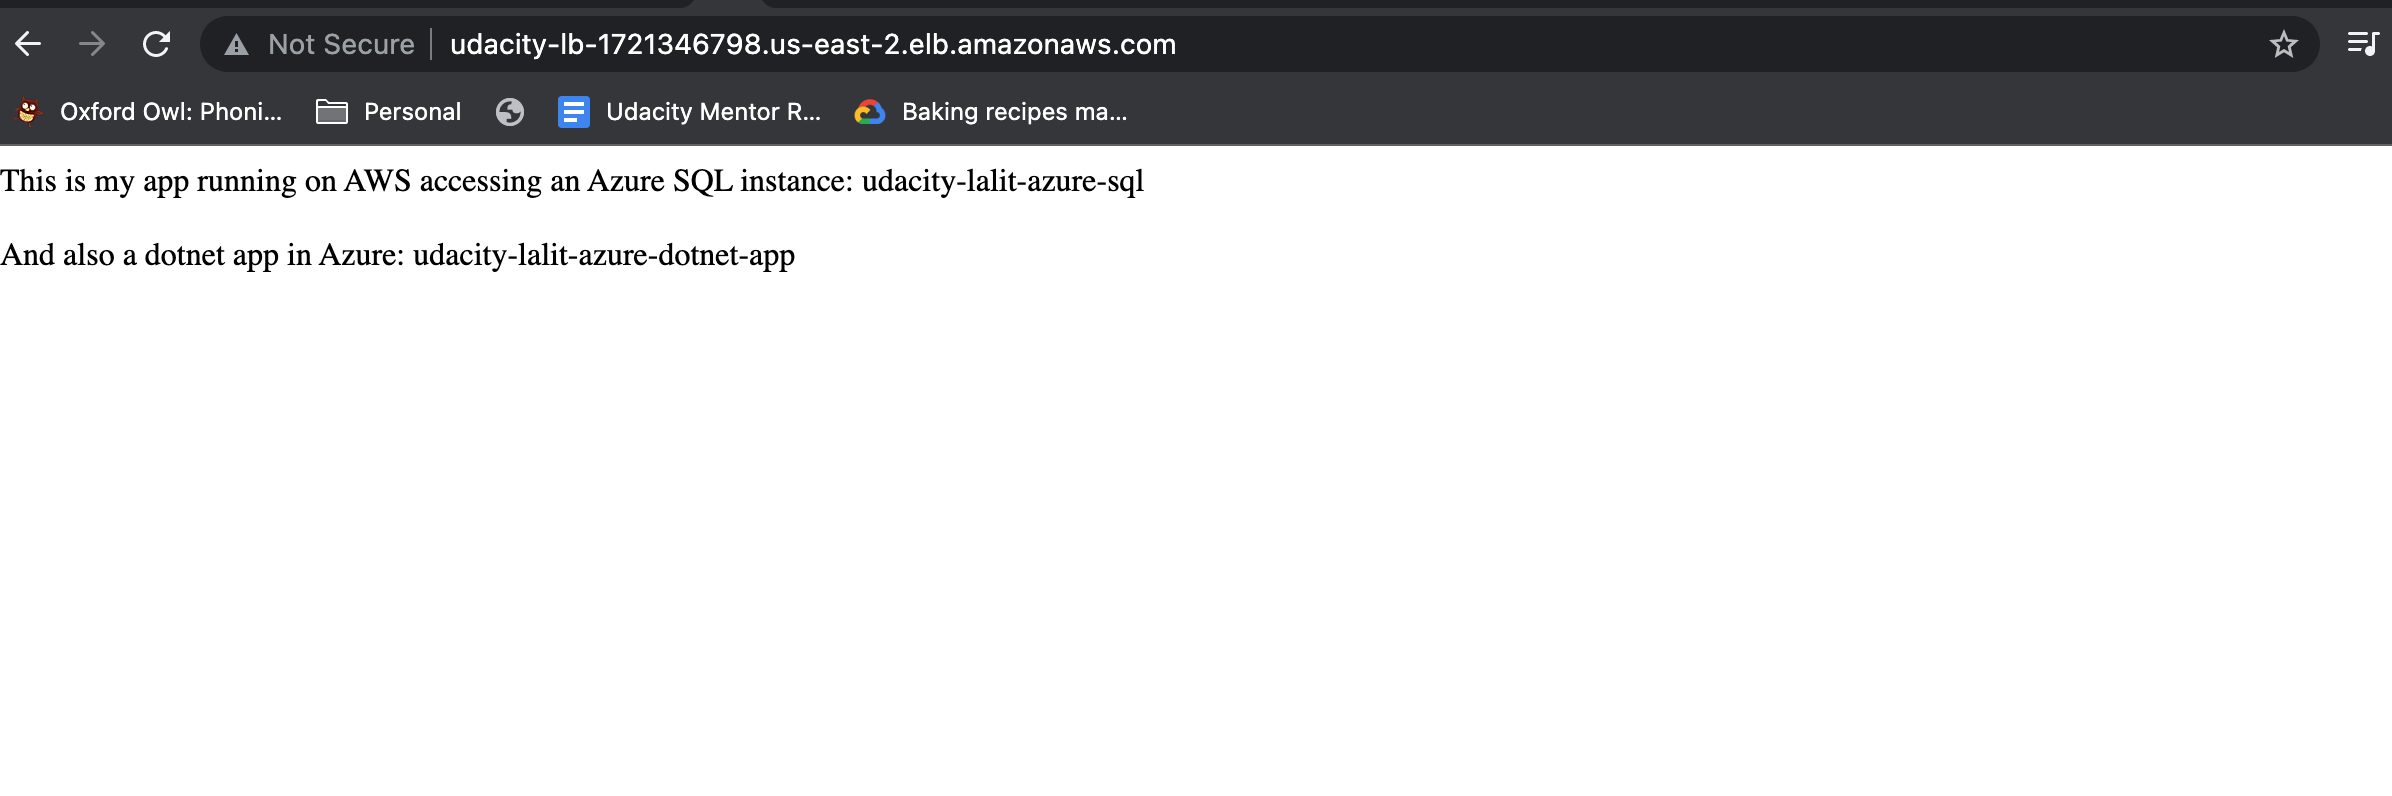 Not Secure udacity-lb-1721346798.us-east-2.elb.amazonaws.com
Oxford Owl: Phoni... Personal Udacity Mentor R... Baking recipes ma...
This is my app running on AWS accessing an Azure SQL instance: udacity-lalit-azure-sql
And also a dotnet app in Azure: udacity-lalit-azure-dotnet-app